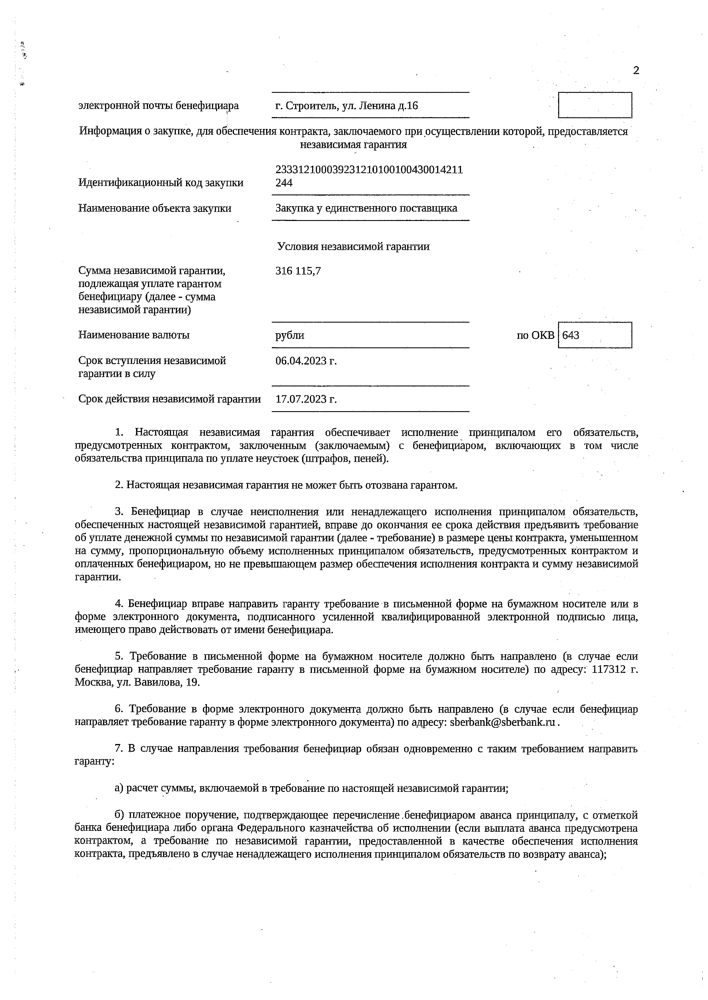 2
электронной почты бенефициара г. Строитель, ул. Ленина д.16
Информация о закупке, для обеспечения контракта, заключаемого при осуществлении которой, предоставляется
независимая гарантия
233312100039231210100100430014211
Идентификационный код закупки 244
Наименование объекта закупки Закупка у единственного поставщика
Условия независимой гарантии
Сумма независимой гарантии, 316 115,7
подлежащая уплате гарантом
бенефициару (далее - сумма
независимой гарантии)
Наименование валюты рубли по ОКВ 643
Срок вступления независимой 06.04.2023 г.
гарантии в силу
Срок действия независимой гарантии 17.07.2023 г.
1. Настоящая независимая гарантия обеспечивает исполнение принципалом его обязательств,
предусмотренных контрактом, заключенным (заключаемым) с бенефициаром, включающих в том числе
обязательства принципала по уплате неустоек (штрафов, пеней).
2. Настоящая независимая гарантия не может быть отозвана гарантом.
3. Бенефициар в случае неисполнения или ненадлежащего исполнения принципалом обязательств,
обеспеченных настоящей независимой гарантией, вправе до окончания ее срока действия предъявить требование
об уплате денежной суммы по независимой гарантии (далее - требование) в размере цены контракта, уменьшенном
на сумму, пропорциональную объему исполненных принципалом обязательств, предусмотренных контрактом и
оплаченных бенефициаром, но не превышающем размер обеспечения исполнения контракта и сумму независимой
гарантии.
4. Бенефициар вправе направить гаранту требование в письменной форме на бумажном носителе или в
форме электронного документа, подписанного усиленной квалифицированной электронной подписью лица,
имеющего право действовать от имени бенефициара.
5. Требование в письменной форме на бумажном носителе должно быть направлено (в случае если
бенефициар направляет требование гаранту в письменной форме на бумажном носителе) по адресу: 117312 г.
Москва, ул. Вавилова, 19.
6. Требование в форме электронного документа должно быть направлено (в случае если бенефициар
направляет требование гаранту в форме электронного документа) по адресу: sberbank@sberbank.ru .
7. В случае направления требования бенефициар обязан одновременно с таким требованием направить
гаранту:
а) расчет суммы, включаемой в требование по настоящей независимой гарантии;
б) платежное поручение, подтверждающее перечисление бенефициаром аванса принципалу, с отметкой
банка бенефициара либо органа Федерального казначейства об исполнении (если выплата аванса предусмотрена
контрактом, а требование по независимой гарантии, предоставленной в качестве обеспечения исполнения
контракта, предъявлено в случае ненадлежащего исполнения принципалом обязательств по возврату аванса);